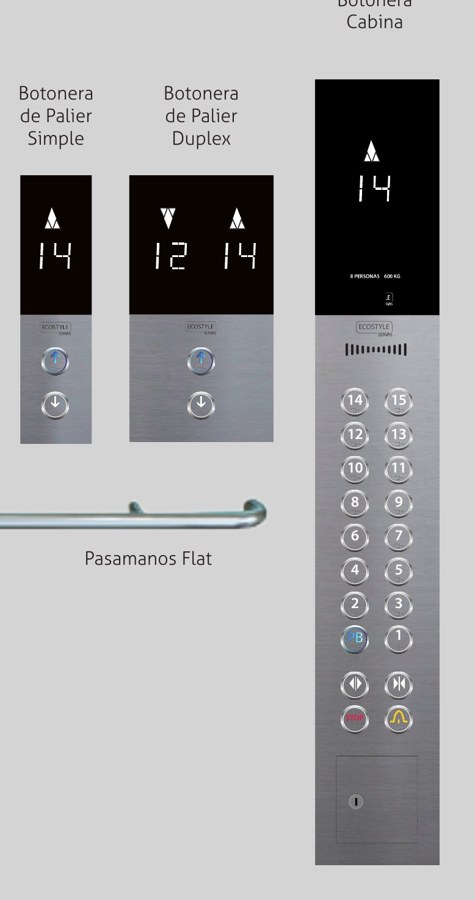 Botonera
Cabina
Botonera
de Palier
Simple
Botonera
de Palier
Duplex
14
12 14
14
8 PERSONAS 600 KG
ECOSTYLE
ECOSTYLE
ECOSTYLE
14 15
12 13
10 11
8 9
6 7
4 5
2 3
PB 1
STOP
Pasamanos Flat